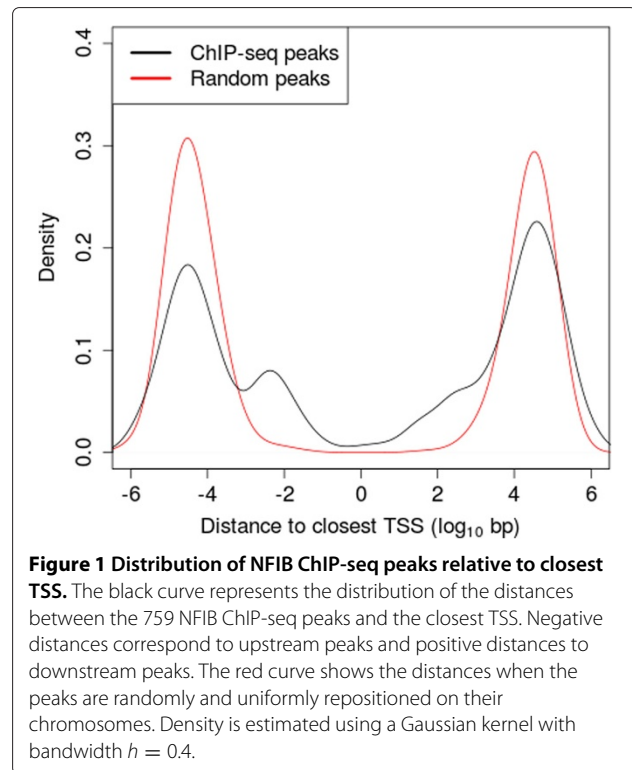 ChIP-seq peaks
Random peaks
0.4
0.3
0.2
0.1
0.0
Density
-6 -4 -2 0 2 4 6
Distance to closest TSS (log₁₀ bp)
Figure 1 Distribution of NFIB ChIP-seq peaks relative to closest
TSS. The black curve represents the distribution of the distances
between the 759 NFIB ChIP-seq peaks and the closest TSS. Negative
distances correspond to upstream peaks and positive distances to
downstream peaks. The red curve shows the distances when the
peaks are randomly and uniformly repositioned on their
chromosomes. Density is estimated using a Gaussian kernel with
bandwidth h = 0.4.